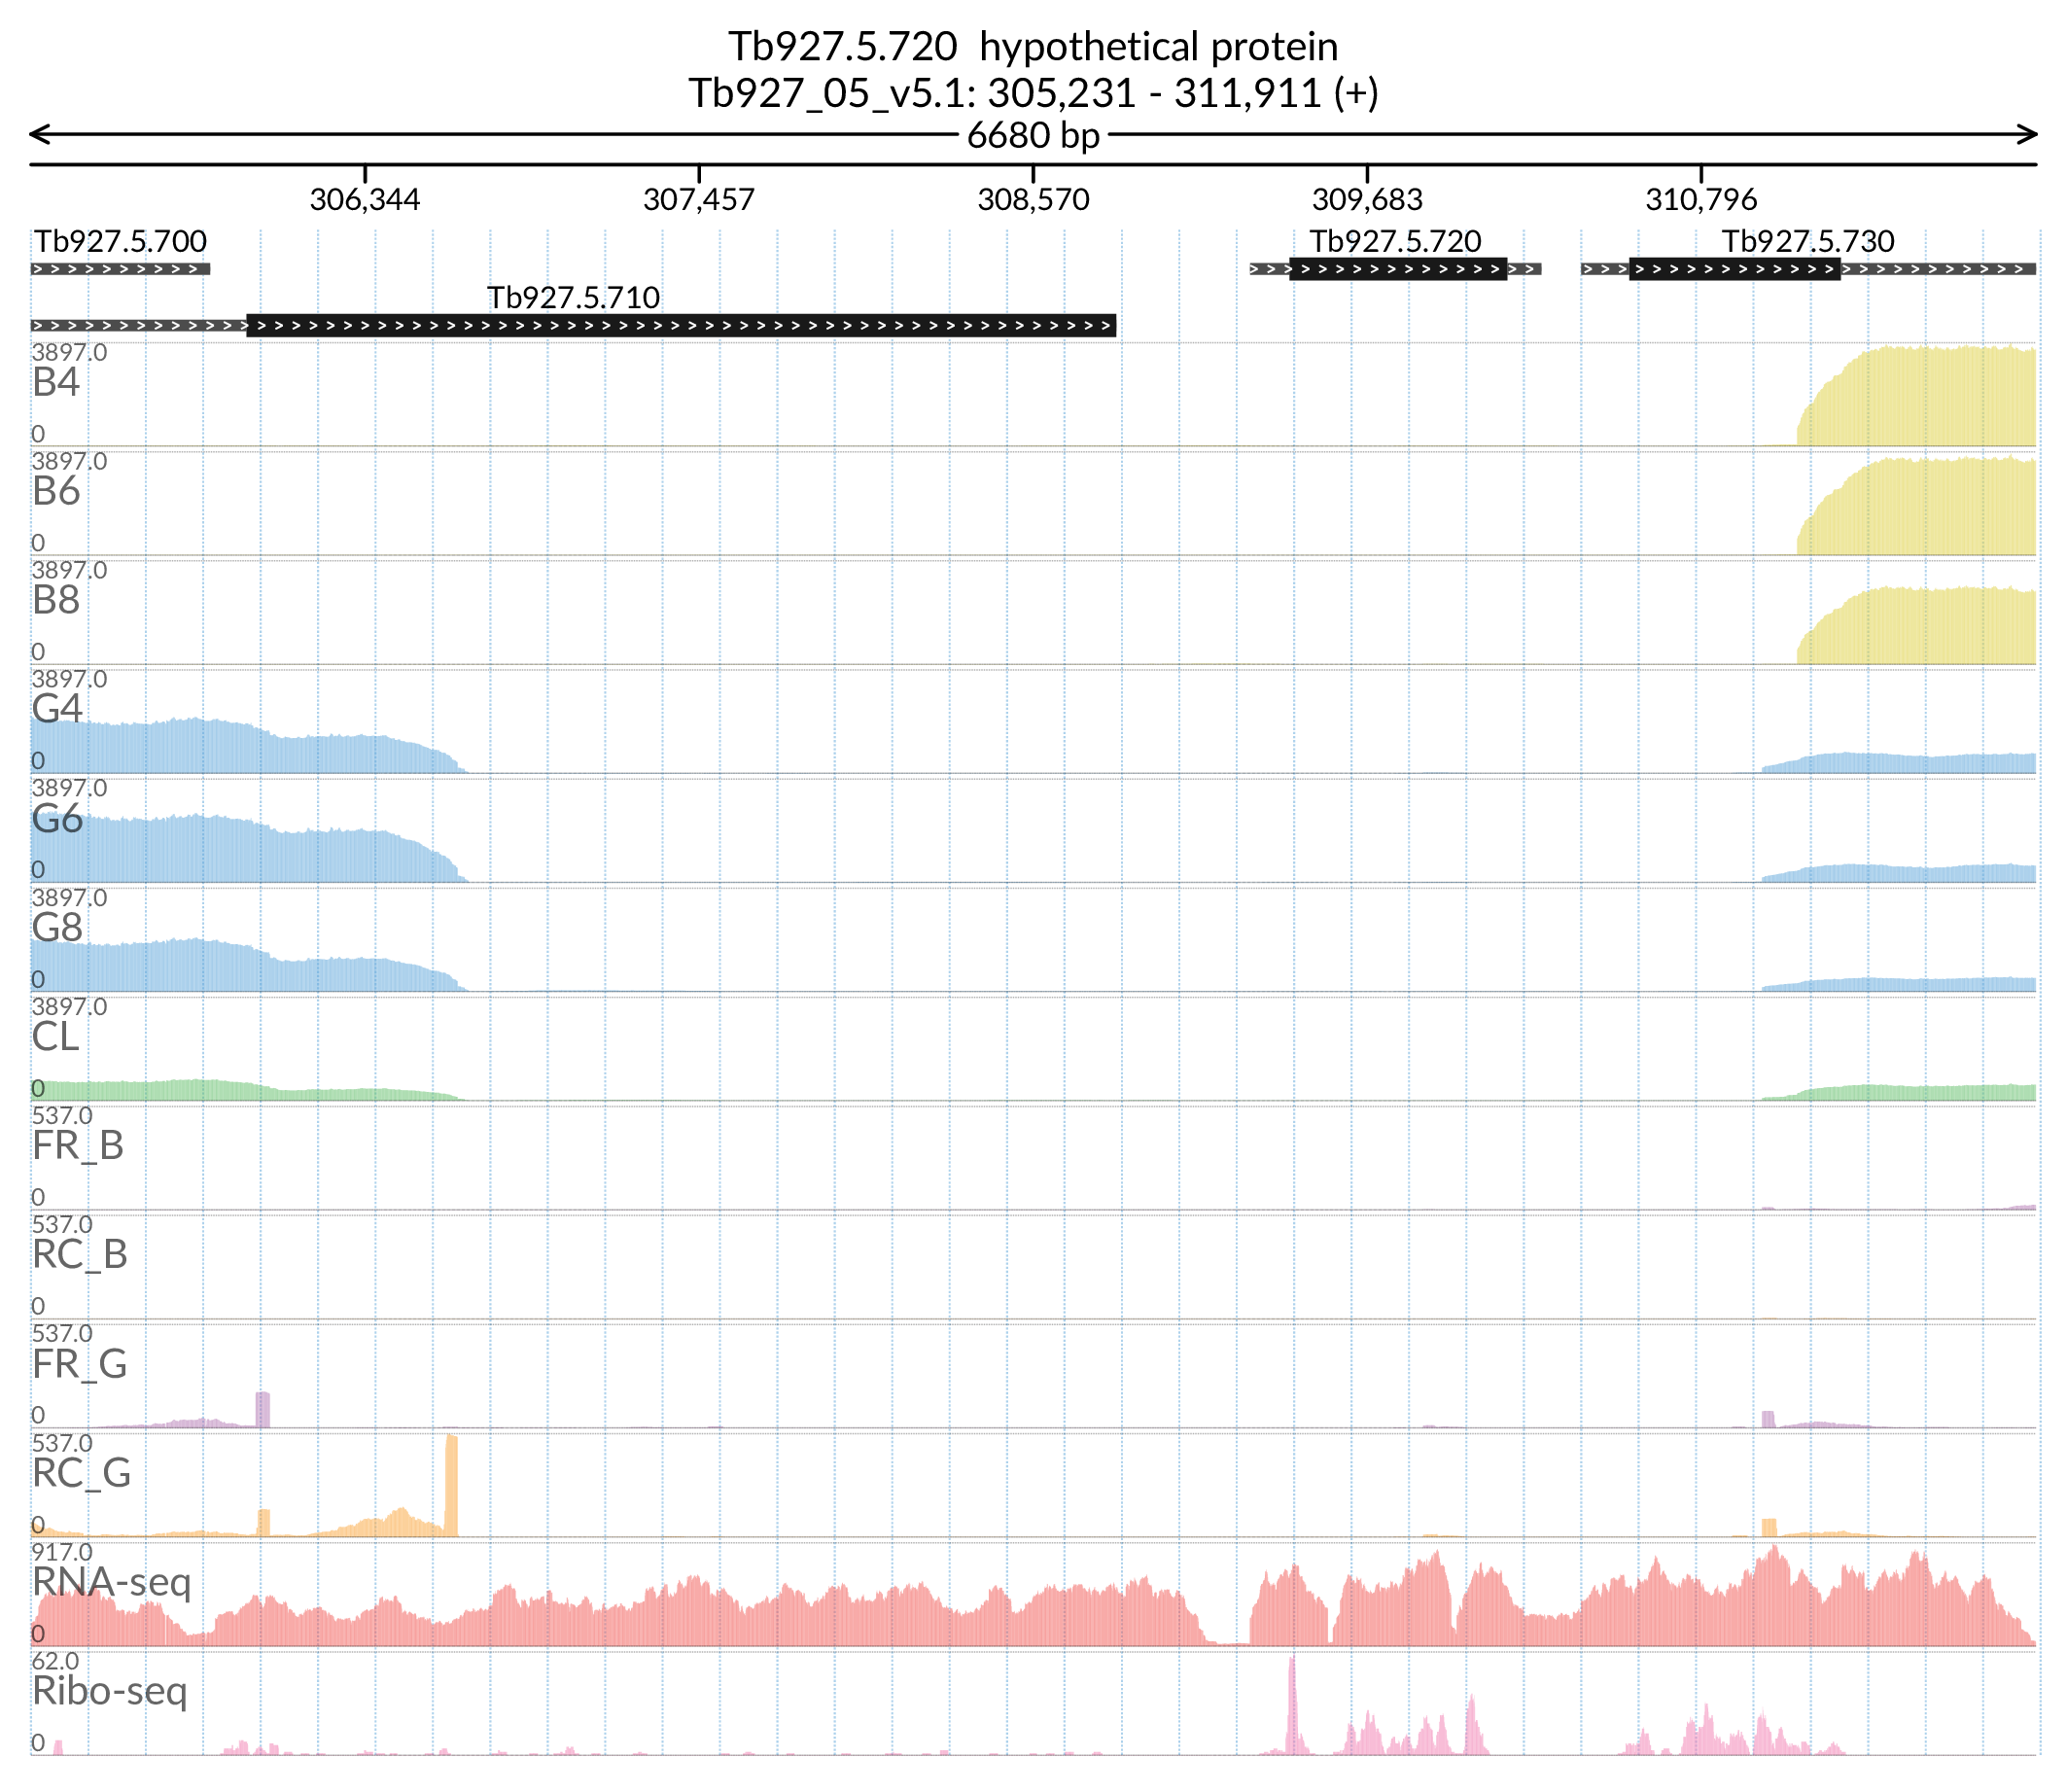 Tb927.5.720 hypothetical protein
Tb927_05_v5.1: 305,231 - 311,911 (+)
6680 bp
306,344 307,457 308,570 309,683 310,796
Tb927.5.700 Tb927.5.720 Tb927.5.730
Tb927.5.710
3897.0
B4
0
3897.0
B6
0
3897.0
B8
0
3897.0
G4
0
3897.0
G6
0
3897.0
G8
0
3897.0
CL
0
537.0
FR_B
0
537.0
RC_B
0
537.0
FR_G
0
537.0
RC_G
0
917.0
RNA-seq
0
62.0
Ribo-seq
0